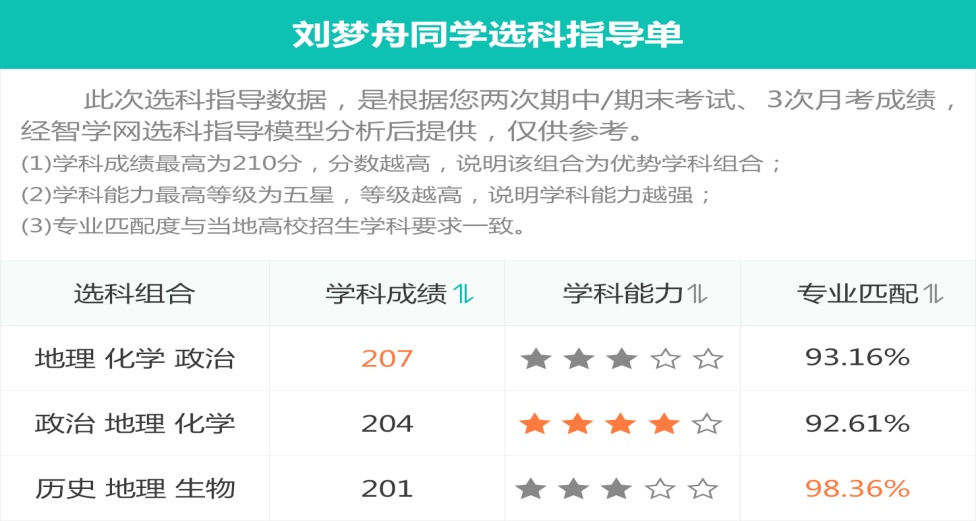 刘梦舟同学选科指导单
此次选科指导数据，是根据您两次期中/期末考试、3次月考成绩，
经智学网选科指导模型分析后提供，仅供参考。
(1)学科成绩最高为210分，分数越高，说明该组合为优势学科组合；
(2)学科能力最高等级为五星，等级越高，说明学科能力越强；
(3)专业匹配度与当地高校招生学科要求一致。
选科组合 学科成绩 学科能力 专业匹配
地理 化学 政治 207 ★★★☆☆ 93.16%
政治 地理 化学 204 ★★★★☆ 92.61%
历史 地理 生物 201 ★★★☆☆ 98.36%